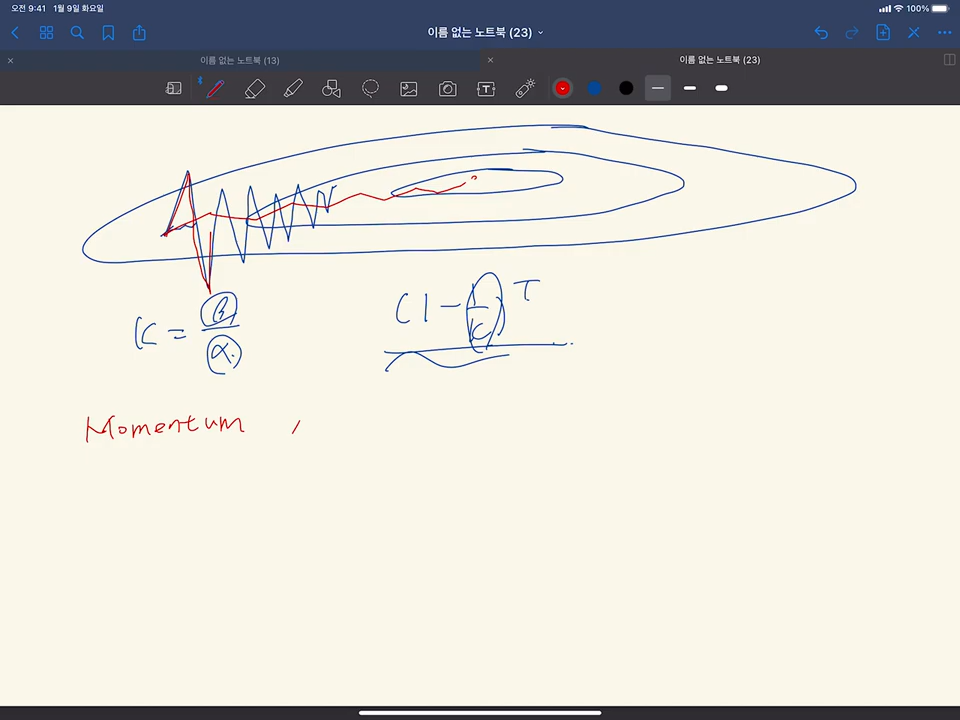 오전 9:41 1월 9일 화요일
100%
이름 없는 노트북 (23)
이름 없는 노트북 (13)
이름 없는 노트북 (23)
T
K = β/α
(1 - 1/K)^T
Momentum